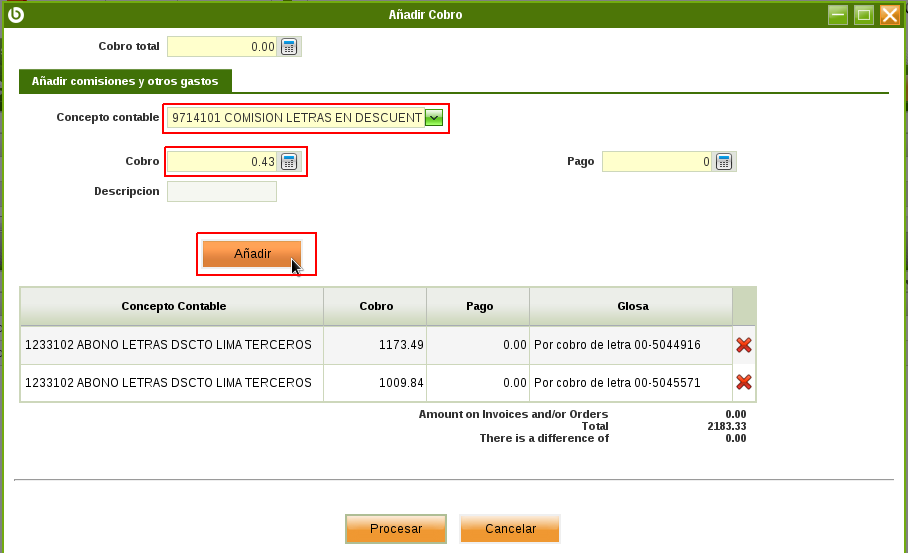 Añadir Cobro
Cobro total 0.00
Añadir comisiones y otros gastos
Concepto contable 9714101 COMISION LETRAS EN DESCUENT
Cobro 0.43 Pago 0
Descripcion
Añadir
Concepto Contable Cobro Pago Glosa
1233102 ABONO LETRAS DSCTO LIMA TERCEROS 1173.49 0.00 Por cobro de letra 00-5044916
1233102 ABONO LETRAS DSCTO LIMA TERCEROS 1009.84 0.00 Por cobro de letra 00-5045571
Amount on Invoices and/or Orders 0.00
Total 2183.33
There is a difference of 0.00
Procesar Cancelar